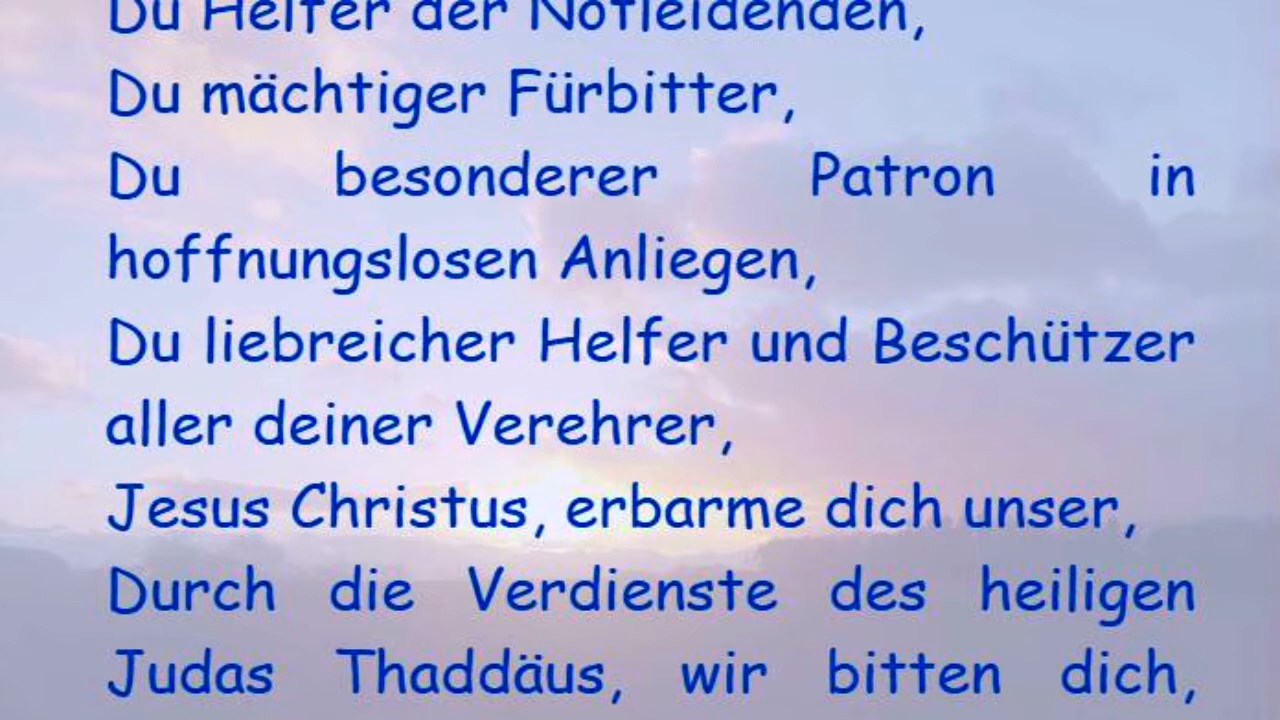 Du Helfer der Notleidenden,
Du mächtiger Fürbitter,
Du besonderer Patron in
hoffnungslosen Anliegen,
Du liebreicher Helfer und Beschützer
aller deiner Verehrer,
Jesus Christus, erbarme dich unser,
Durch die Verdienste des heiligen
Judas Thaddäus, wir bitten dich,